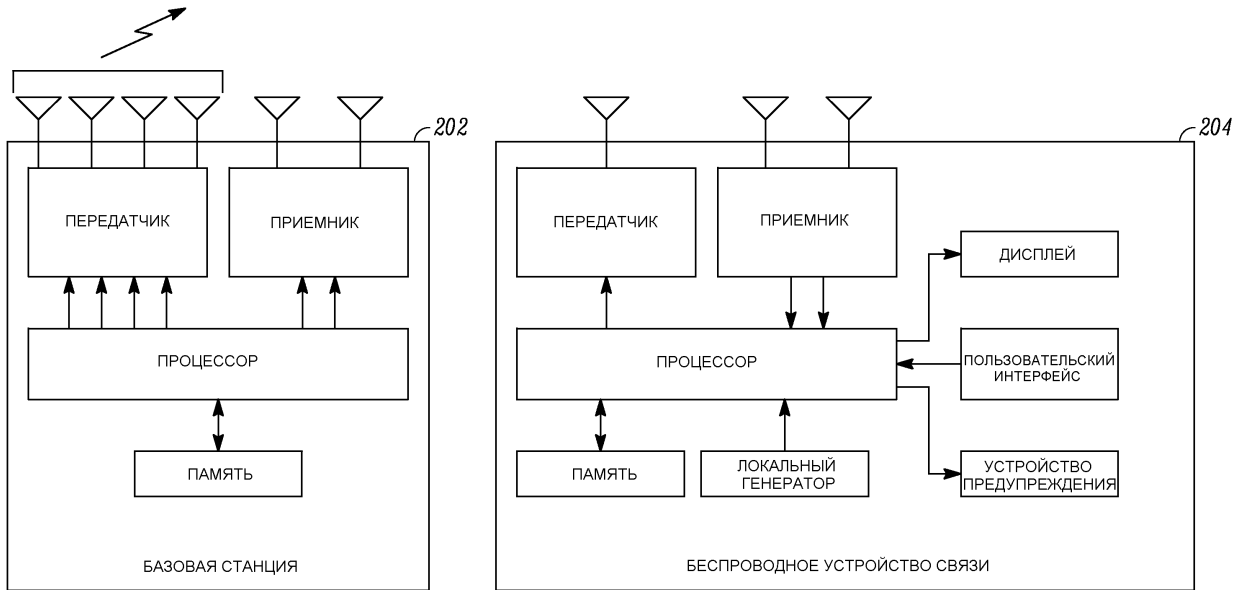 202
ПЕРЕДАТЧИК
ПРИЕМНИК
ПРОЦЕССОР
ПАМЯТЬ
БАЗОВАЯ СТАНЦИЯ
204
ПЕРЕДАТЧИК
ПРИЕМНИК
ДИСПЛЕЙ
ПРОЦЕССОР
ПОЛЬЗОВАТЕЛЬСКИЙ
ИНТЕРФЕЙС
ПАМЯТЬ
ЛОКАЛЬНЫЙ
ГЕНЕРАТОР
УСТРОЙСТВО
ПРЕДУПРЕЖДЕНИЯ
БЕСПРОВОДНОЕ УСТРОЙСТВО СВЯЗИ